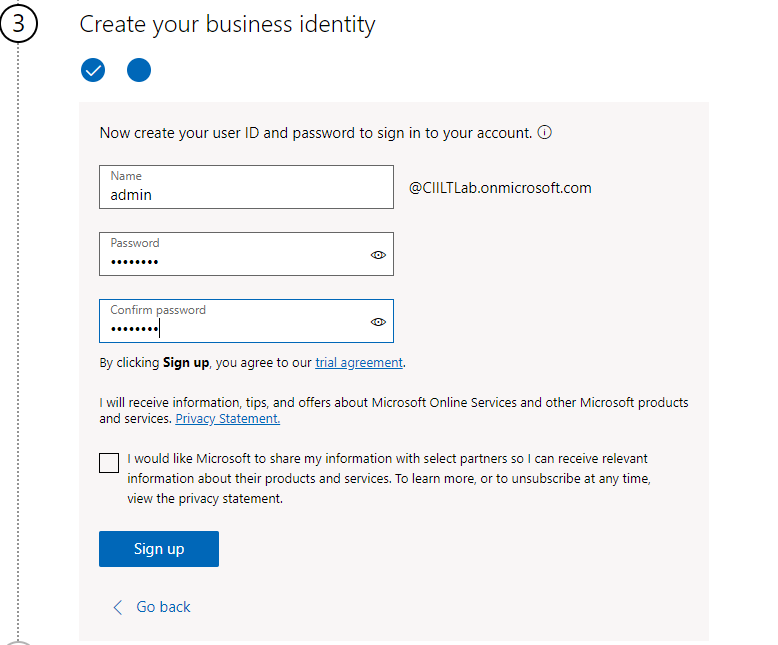 3
Create your business identity
Now create your user ID and password to sign in to your account.
Name
admin
@CIILTLab.onmicrosoft.com
Password
••••••••
Confirm password
••••••••
By clicking Sign up, you agree to our trial agreement.
I will receive information, tips, and offers about Microsoft Online Services and other Microsoft products
and services. Privacy Statement.
I would like Microsoft to share my information with select partners so I can receive relevant
information about their products and services. To learn more, or to unsubscribe at any time,
view the privacy statement.
Sign up
Go back